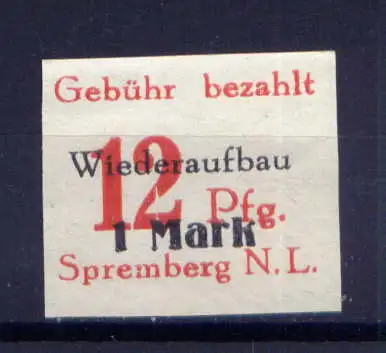 Gebühr bezahlt
Wiederaufbau
12 Pfg.
1 Mark
Spremberg N. L.